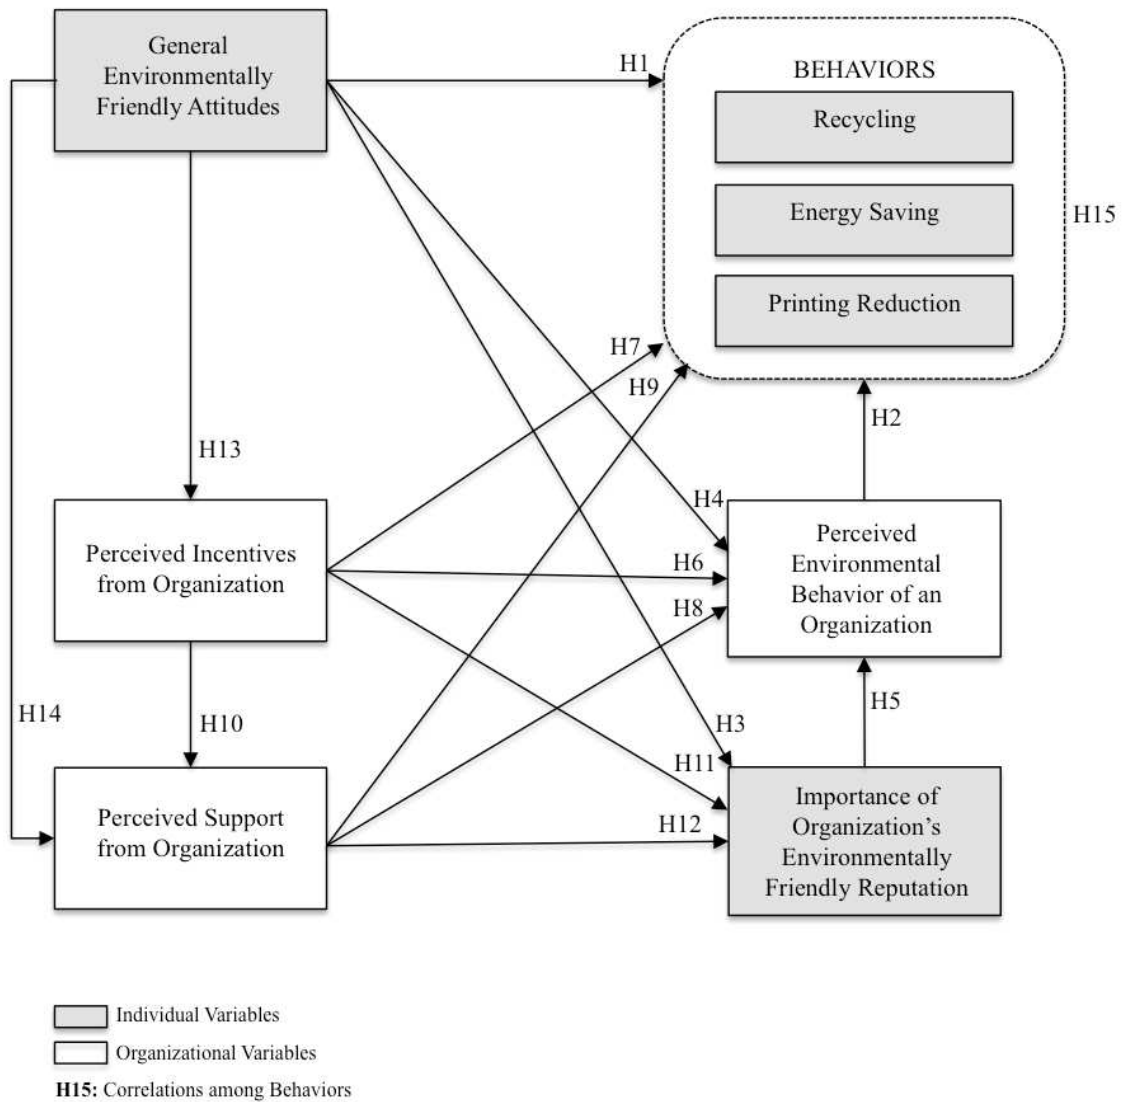 General
Environmentally
Friendly Attitudes
H1
BEHAVIORS
Recycling
Energy Saving
Printing Reduction
H15
H7
H9
H2
H13
H4
Perceived Incentives
from Organization
H6
H8
Perceived
Environmental
Behavior of an
Organization
H14
H10
H5
H3
H11
H12
Perceived Support
from Organization
Importance of
Organization’s
Environmentally
Friendly Reputation
Individual Variables
Organizational Variables
H15: Correlations among Behaviors